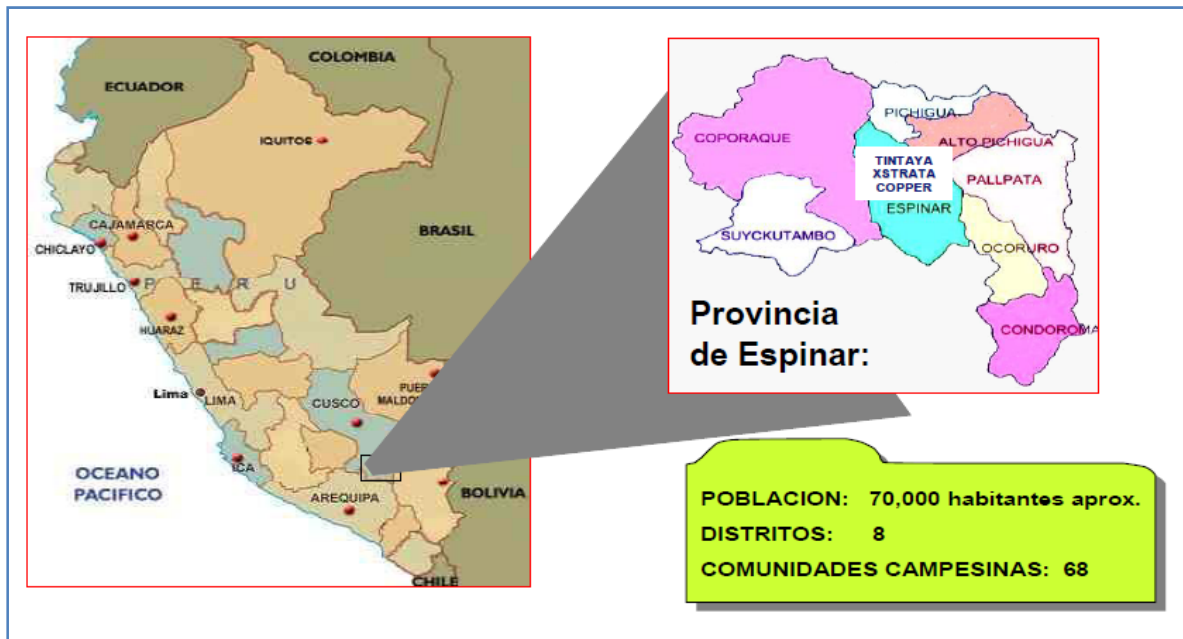 COLOMBIA
ECUADOR
IQUITOS
BRASIL
CAJAMARCA
CHICLAYO
PERU
TRUJILLO
HUARAZ
Lima
LIMA
CUSCO
OCEANO
PACIFICO
ICA
AREQUIPA
BOLIVIA
CHILE
PICHIGUA
COPORAQUE
ALTO PICHIGUA
TINTAYA
XSTRATA
COPPER
PALLPATA
ESPINAR
SUYCKUTAMBO
OCORURO
CONDOROMA
Provincia
de Espinar:
POBLACION: 70,000 habitantes aprox.
DISTRITOS: 8
COMUNIDADES CAMPESINAS: 68